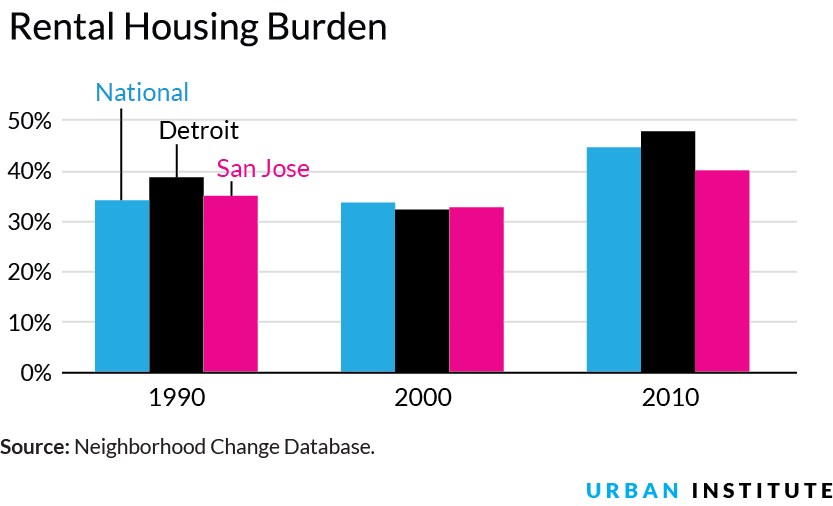 Rental Housing Burden
National
50%
Detroit
San Jose
40%
30%
20%
10%
0%
1990 2000 2010
Source: Neighborhood Change Database.
URBAN INSTITUTE